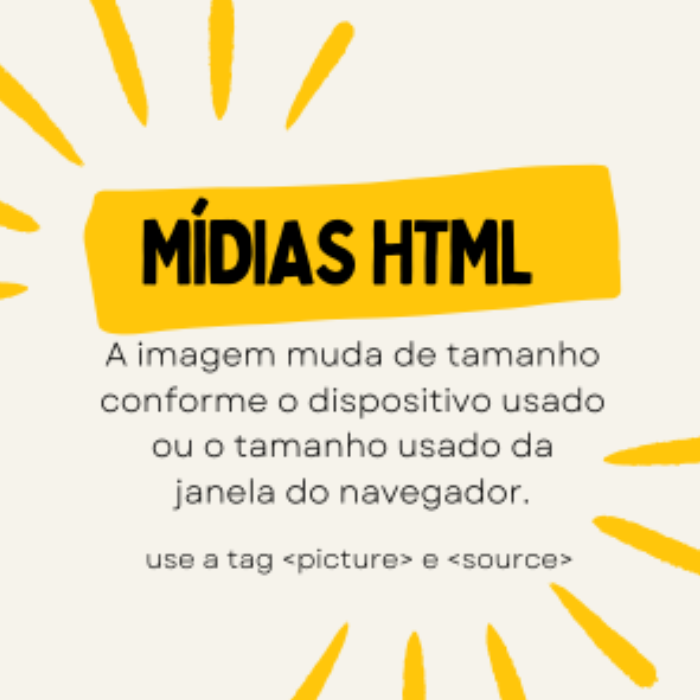 MÍDIAS HTML
A imagem muda de tamanho
conforme o dispositivo usado
ou o tamanho usado da
janela do navegador.
use a tag <picture> e <source>